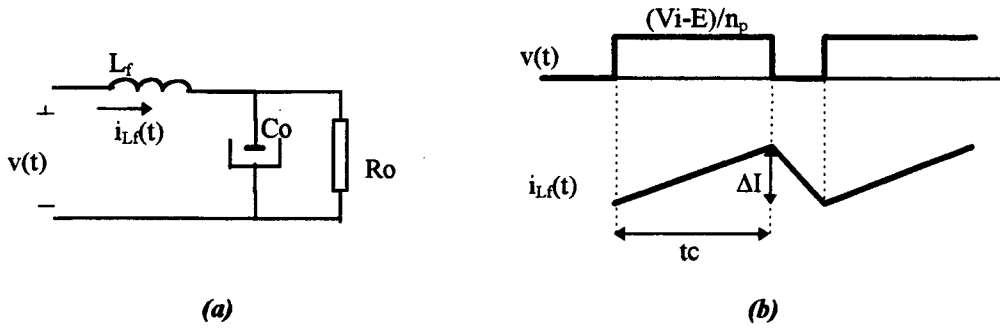 L_f
+
i_Lf(t)
v(t)
Co
Ro
−
(a)
(Vi-E)/n_p
v(t)
i_Lf(t)
ΔI
tc
(b)